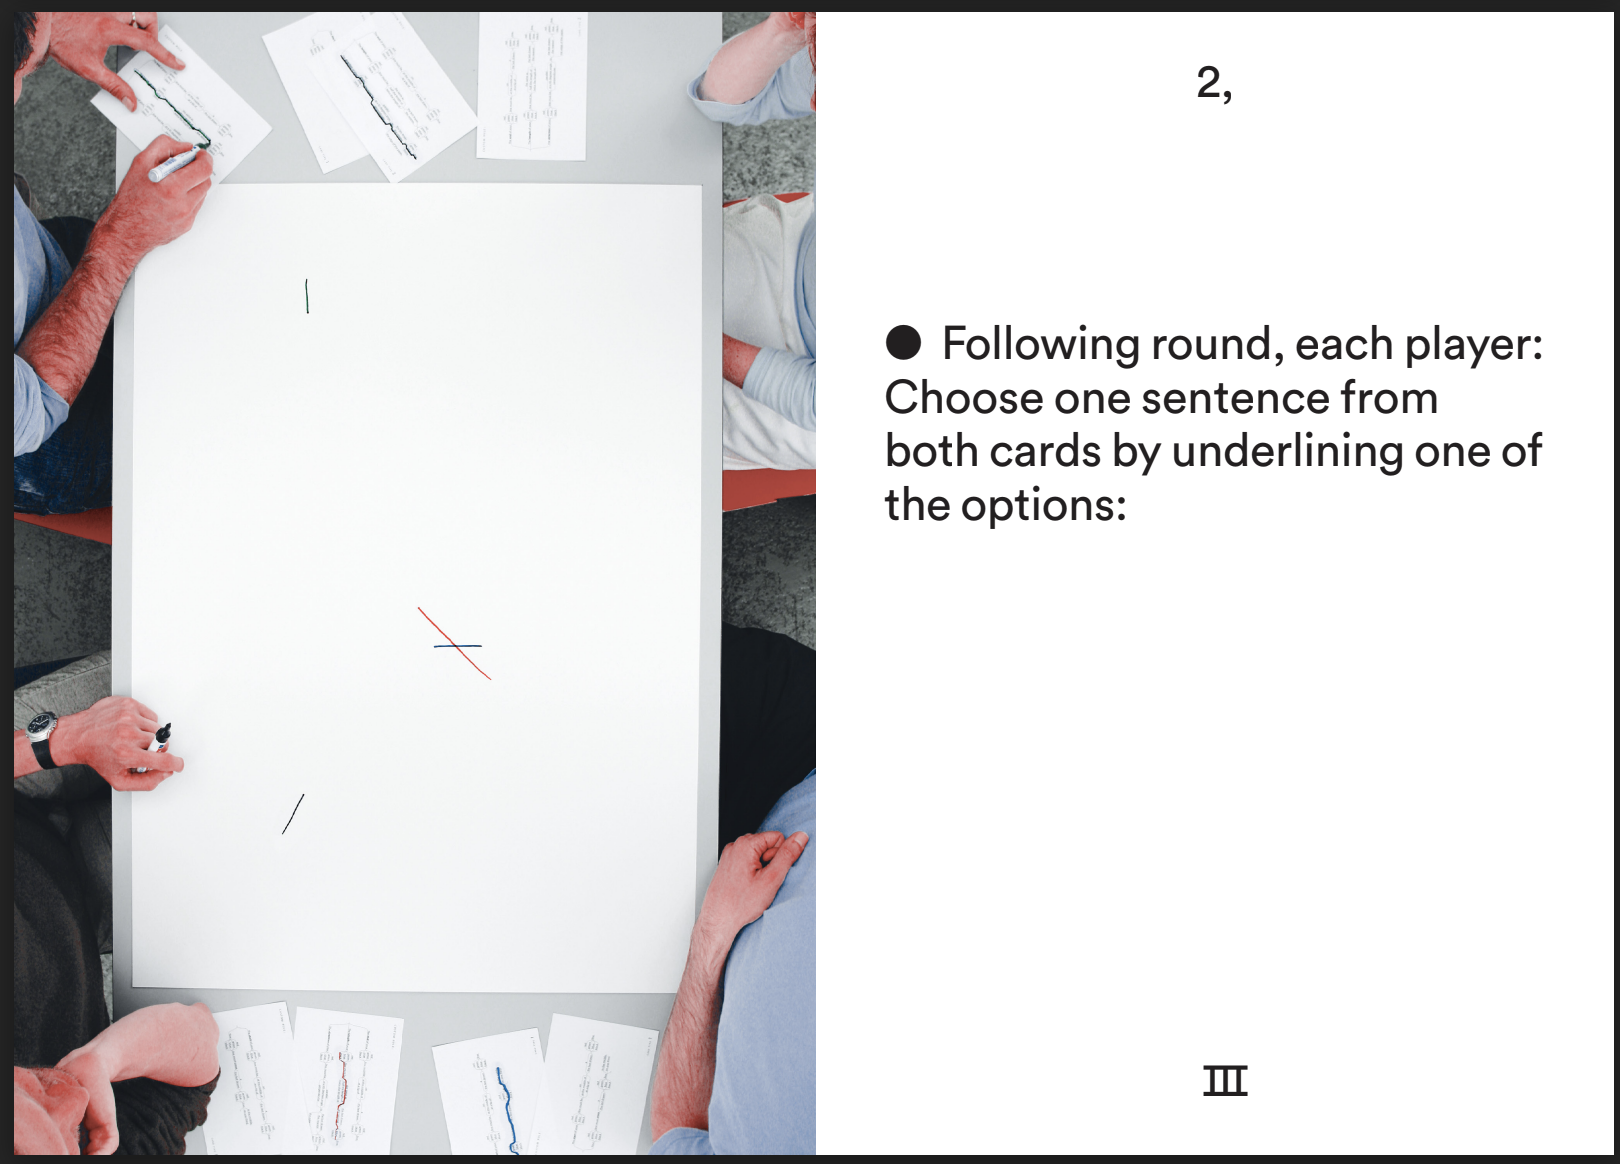 2,
● Following round, each player:
Choose one sentence from
both cards by underlining one of
the options:
III